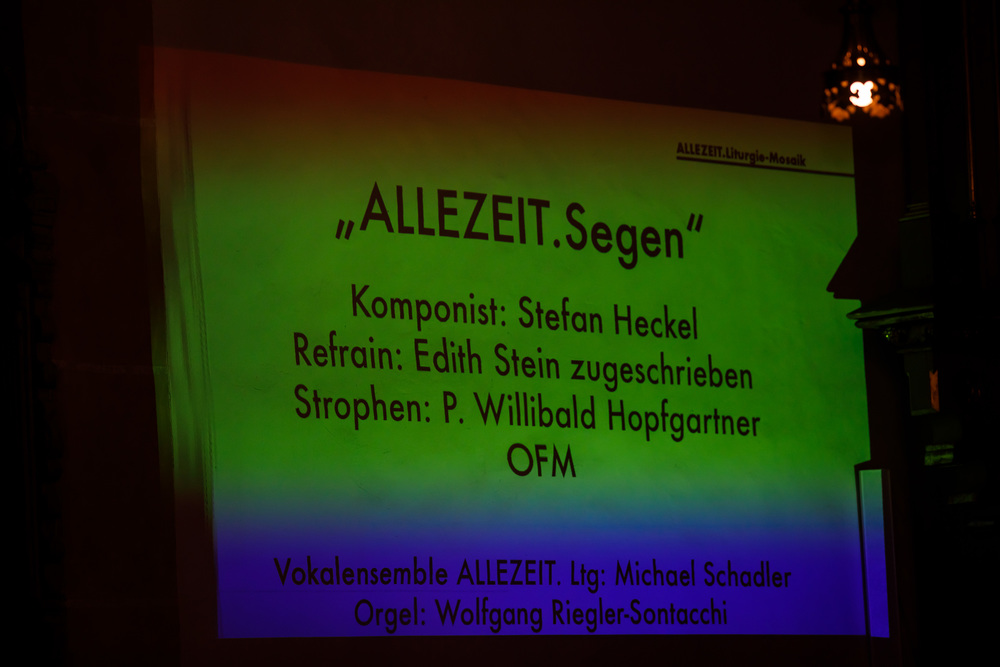 ALLEZEIT.Liturgie-Mosaik
„ALLEZEIT.Segen“
Komponist: Stefan Heckel
Refrain: Edith Stein zugeschrieben
Strophen: P. Willibald Hopfgartner
OFM
Vokalensemble ALLEZEIT. Ltg: Michael Schadler
Orgel: Wolfgang Riegler-Sontacchi